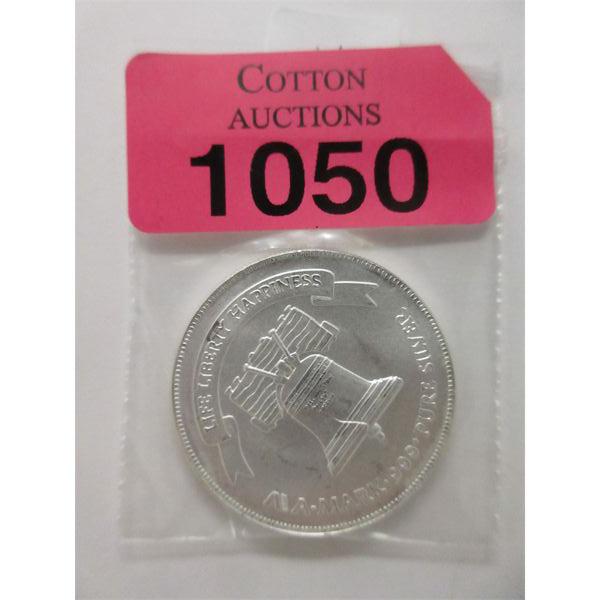 COTTON
AUCTIONS
1050
LIFE LIBERTY HAPPINESS
A-MARK·999+PURE SILVER